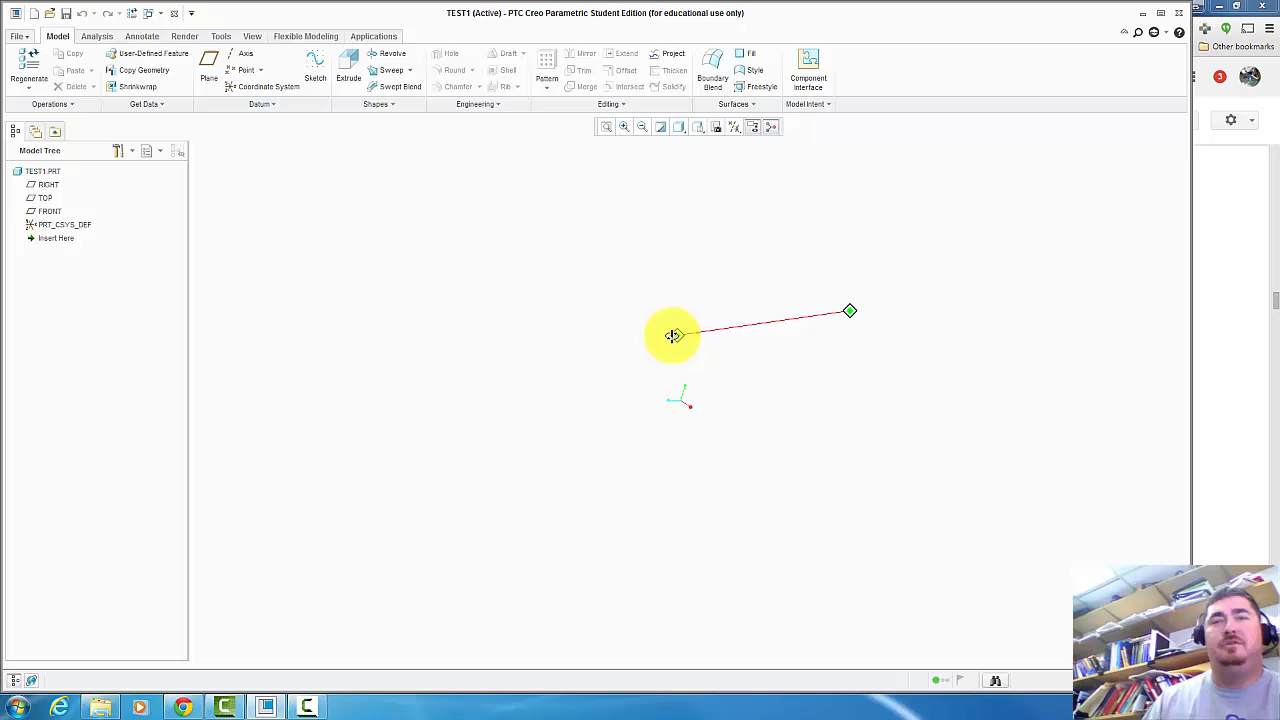 TEST1 (Active) - PTC Creo Parametric Student Edition (for educational use only)
File Model Analysis Annotate Render Tools View Flexible Modeling Applications
Other bookmarks
Regenerate
Copy
Paste
Delete
Operations
User-Defined Feature
Copy Geometry
Shrinkwrap
Get Data
Plane
Axis
Point
Coordinate System
Sketch
Datum
Extrude
Revolve
Sweep
Swept Blend
Shapes
Hole
Round
Chamfer
Draft
Shell
Rib
Engineering
Pattern
Mirror
Trim
Merge
Extend
Offset
Intersect
Project
Thicken
Solidify
Editing
Boundary
Blend
Fill
Style
Freestyle
Surfaces
Component
Interface
Model Intent
3
Model Tree
TEST1.PRT
RIGHT
TOP
FRONT
PRT_CSYS_DEF
Insert Here